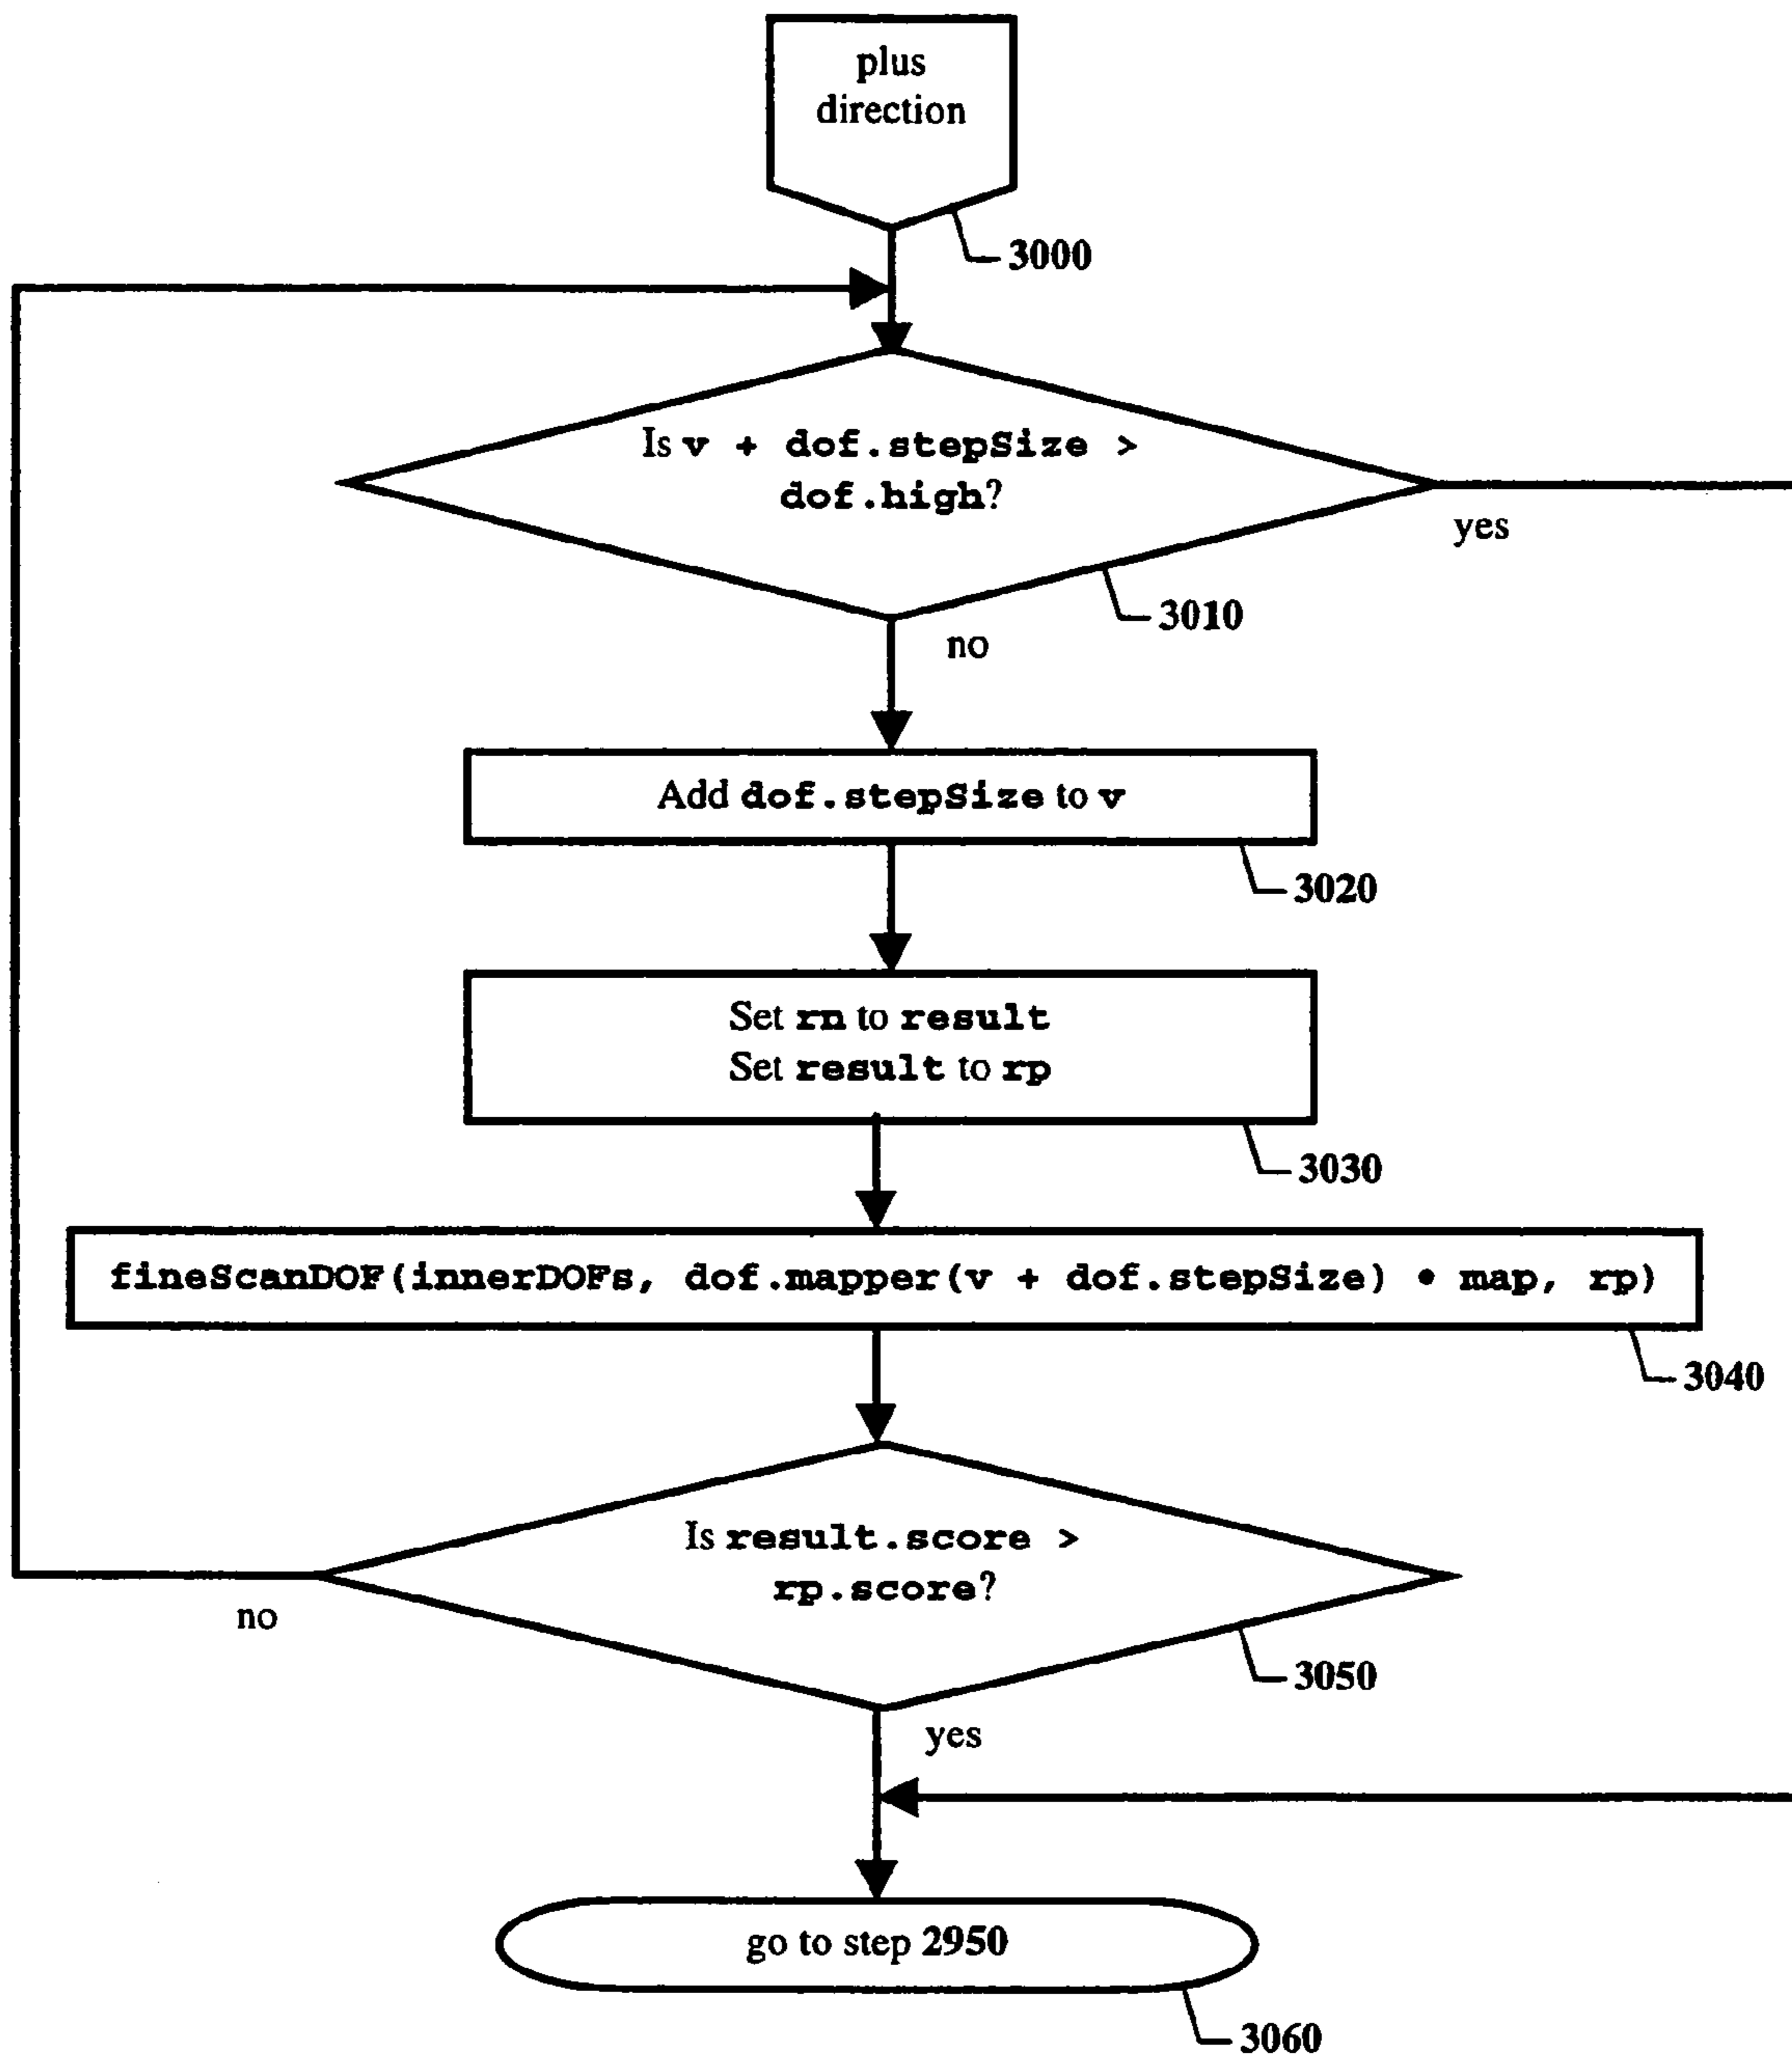 plus
direction
3000
Is v + dof.stepSize >
dof.high?
yes
3010
no
Add dof.stepSize to v
3020
Set rn to result
Set result to rp
3030
fineScanDOF(innerDOFs, dof.mapper(v + dof.stepSize) • map, rp)
3040
Is result.score >
rp.score?
no
3050
yes
go to step 2950
3060